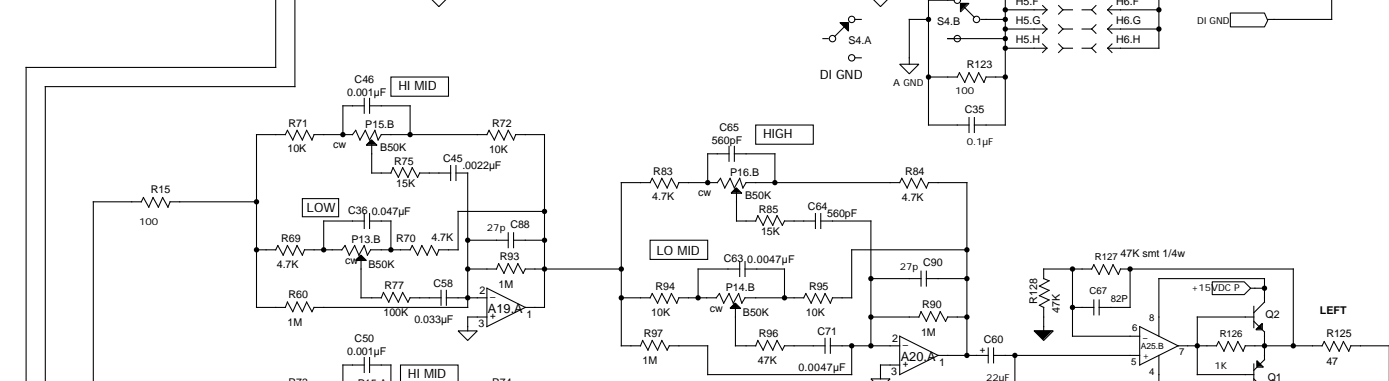 H5.F
H6.F
S4.B
H5.G
H6.G
DI GND
S4.A
H5.H
H6.H
DI GND
A GND
R123
100
C35
0.1µF
C46
0.001µF
HI MID
R71
10K
cw
P15.B
B50K
R72
10K
R75
15K
C45
.0022µF
R15
100
LOW
C36
0.047µF
R69
4.7K
cw
P13.B
B50K
R70
4.7K
27p
C88
R93
1M
R77
100K
C58
0.033µF
R60
1M
2
3
A19.A
1
C65
560pF
HIGH
R83
4.7K
cw
P16.B
B50K
R84
4.7K
R85
15K
C64
560pF
LO MID
C63
0.0047µF
R94
10K
cw
P14.B
B50K
R95
10K
27p
C90
R90
1M
R97
1M
R96
47K
C71
0.0047µF
2
3
A20.A
1
C60
+
22µF
R127
47K smt 1/4w
R128
47K
C67
82P
+15VDC P
8
6
5
A25.B
7
4
Q2
R126
1K
Q1
LEFT
R125
47
C50
0.001µF
HI MID
R73
P15.A
R74